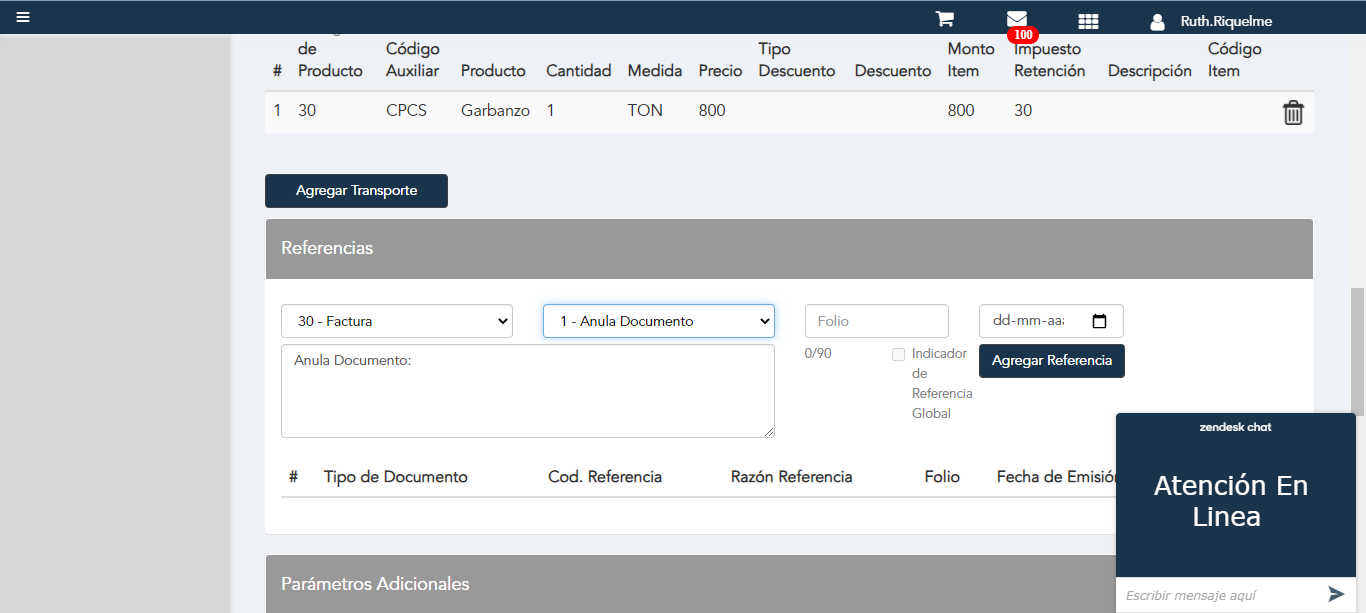 Ruth.Riquelme
100
# de Producto Código Auxiliar Producto Cantidad Medida Precio Tipo Descuento Descuento Monto Item Impuesto Retención Descripción Código Item
1 30 CPCS Garbanzo 1 TON 800 800 30
Agregar Transporte
Referencias
30 - Factura 1 - Anula Documento Folio dd-mm-aa
Anula Documento:
0/90
Indicador
de
Referencia
Global
Agregar Referencia
# Tipo de Documento Cod. Referencia Razón Referencia Folio Fecha de Emisión
Parámetros Adicionales
zendesk chat
Atención En
Linea
Escribir mensaje aquí